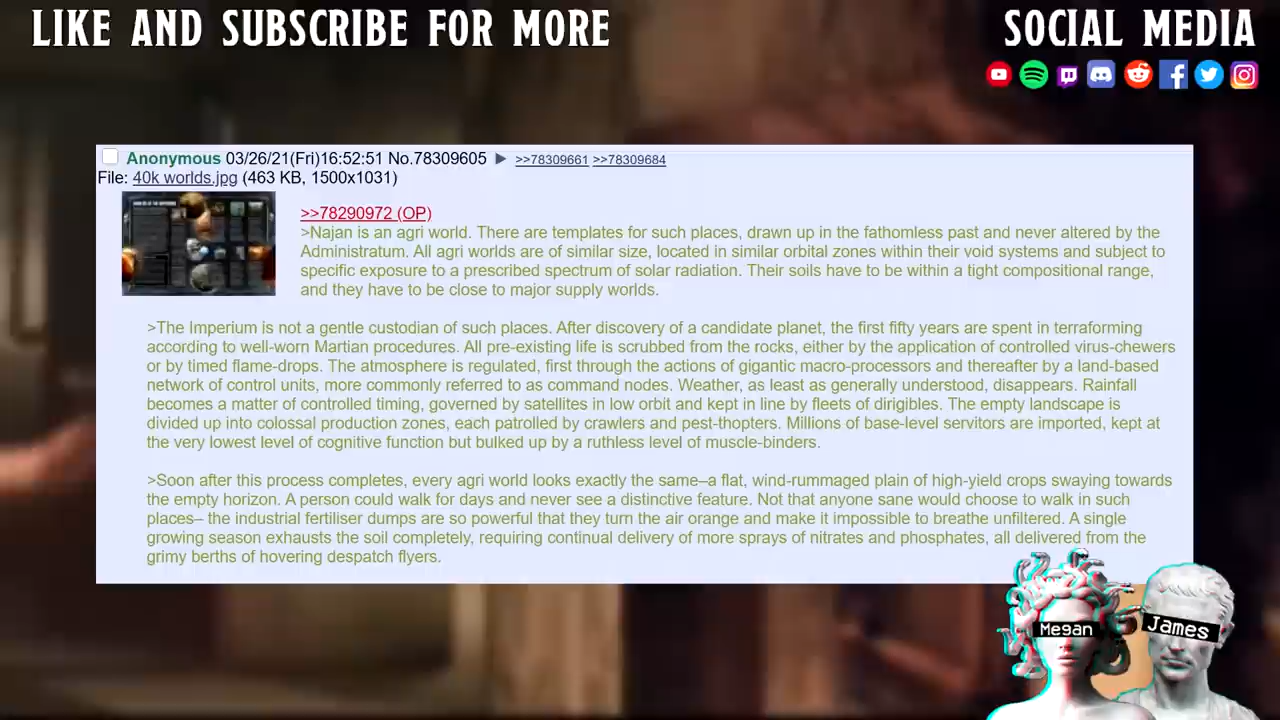 LIKE AND SUBSCRIBE FOR MORE
SOCIAL MEDIA
Anonymous 03/26/21(Fri)16:52:51 No.78309605 ▶ >>78309661 >>78309684
File: 40k worlds.jpg (463 KB, 1500x1031)
>>78290972 (OP)
>Najan is an agri world. There are templates for such places, drawn up in the fathomless past and never altered by the
Administratum. All agri worlds are of similar size, located in similar orbital zones within their void systems and subject to
specific exposure to a prescribed spectrum of solar radiation. Their soils have to be within a tight compositional range,
and they have to be close to major supply worlds.
>The Imperium is not a gentle custodian of such places. After discovery of a candidate planet, the first fifty years are spent in terraforming
according to well-worn Martian procedures. All pre-existing life is scrubbed from the rocks, either by the application of controlled virus-chewers
or by timed flame-drops. The atmosphere is regulated, first through the actions of gigantic macro-processors and thereafter by a land-based
network of control units, more commonly referred to as command nodes. Weather, as least as generally understood, disappears. Rainfall
becomes a matter of controlled timing, governed by satellites in low orbit and kept in line by fleets of dirigibles. The empty landscape is
divided up into colossal production zones, each patrolled by crawlers and pest-thopters. Millions of base-level servitors are imported, kept at
the very lowest level of cognitive function but bulked up by a ruthless level of muscle-binders.
>Soon after this process completes, every agri world looks exactly the same–a flat, wind-rummaged plain of high-yield crops swaying towards
the empty horizon. A person could walk for days and never see a distinctive feature. Not that anyone sane would choose to walk in such
places– the industrial fertiliser dumps are so powerful that they turn the air orange and make it impossible to breathe unfiltered. A single
growing season exhausts the soil completely, requiring continual delivery of more sprays of nitrates and phosphates, all delivered from the
grimy berths of hovering despatch flyers.
Megan
James